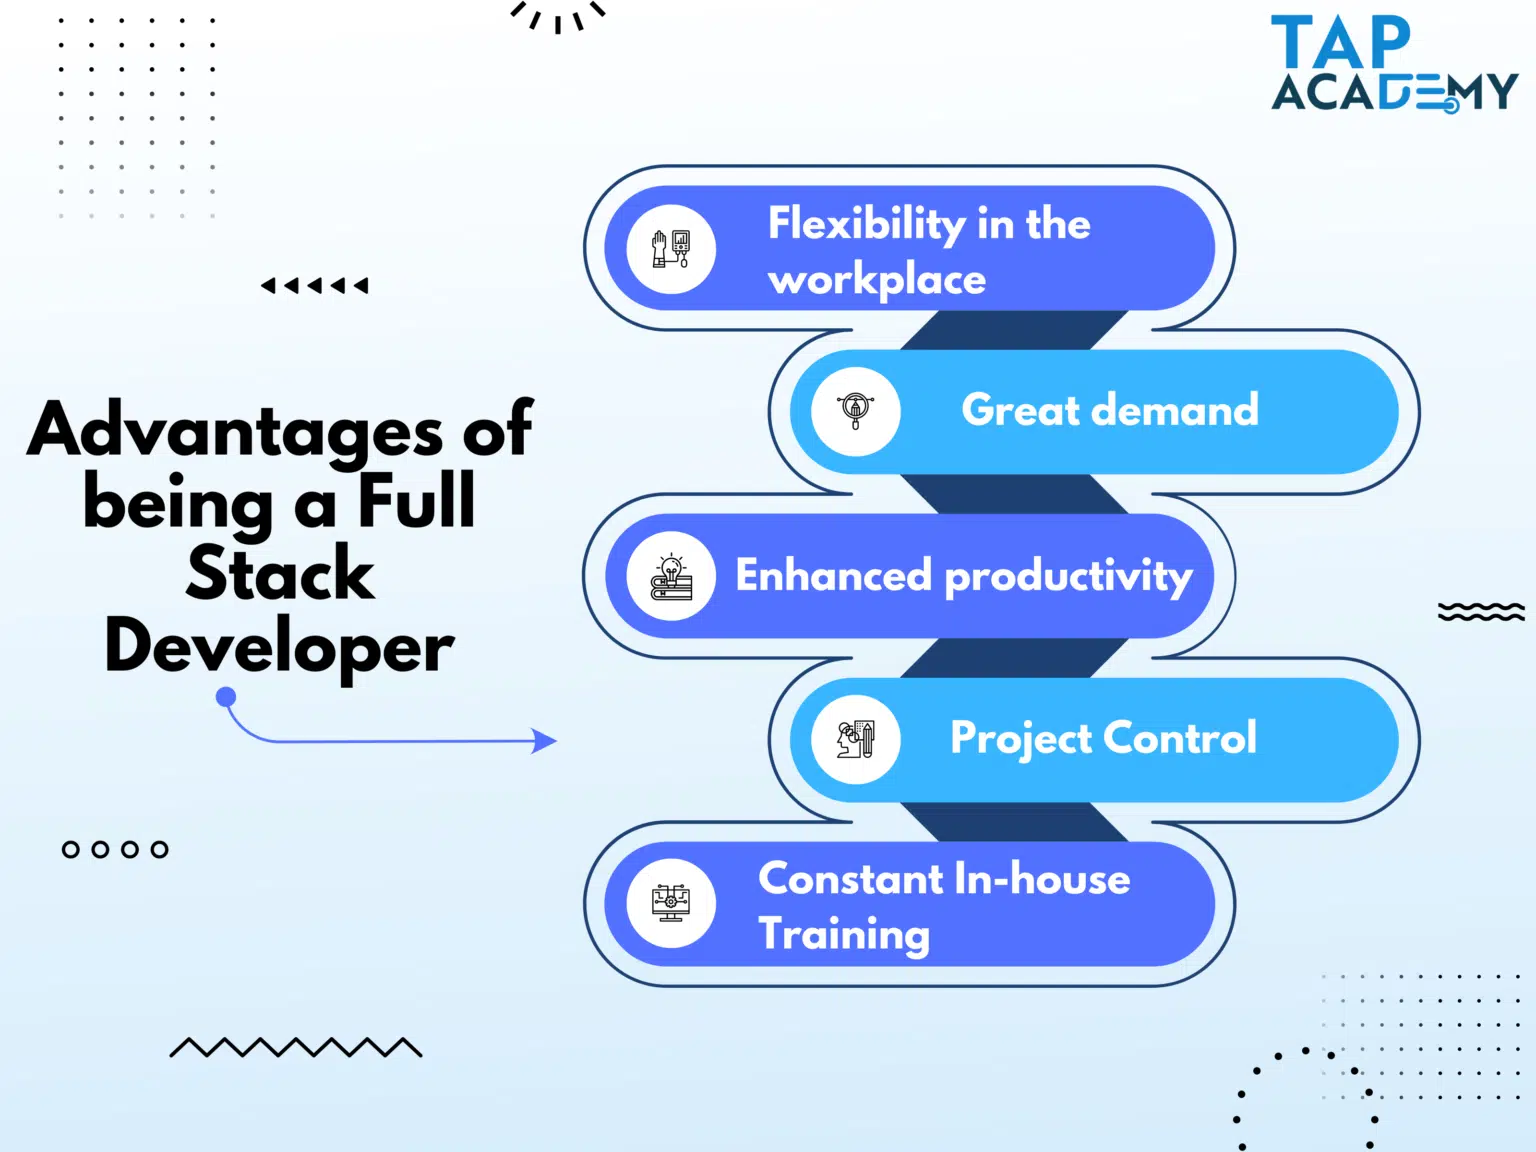 TAP
ACADEMY
Advantages of
being a Full
Stack
Developer
Flexibility in the
workplace
Great demand
Enhanced productivity
Project Control
Constant In-house
Training